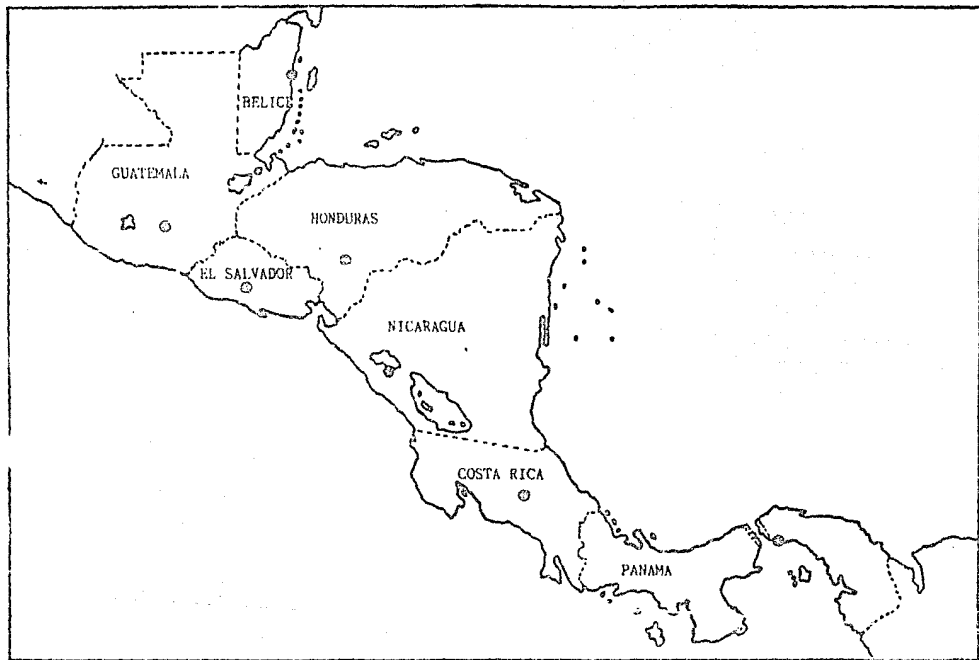 BELICE
GUATEMALA
HONDURAS
EL SALVADOR
NICARAGUA
COSTA RICA
PANAMA